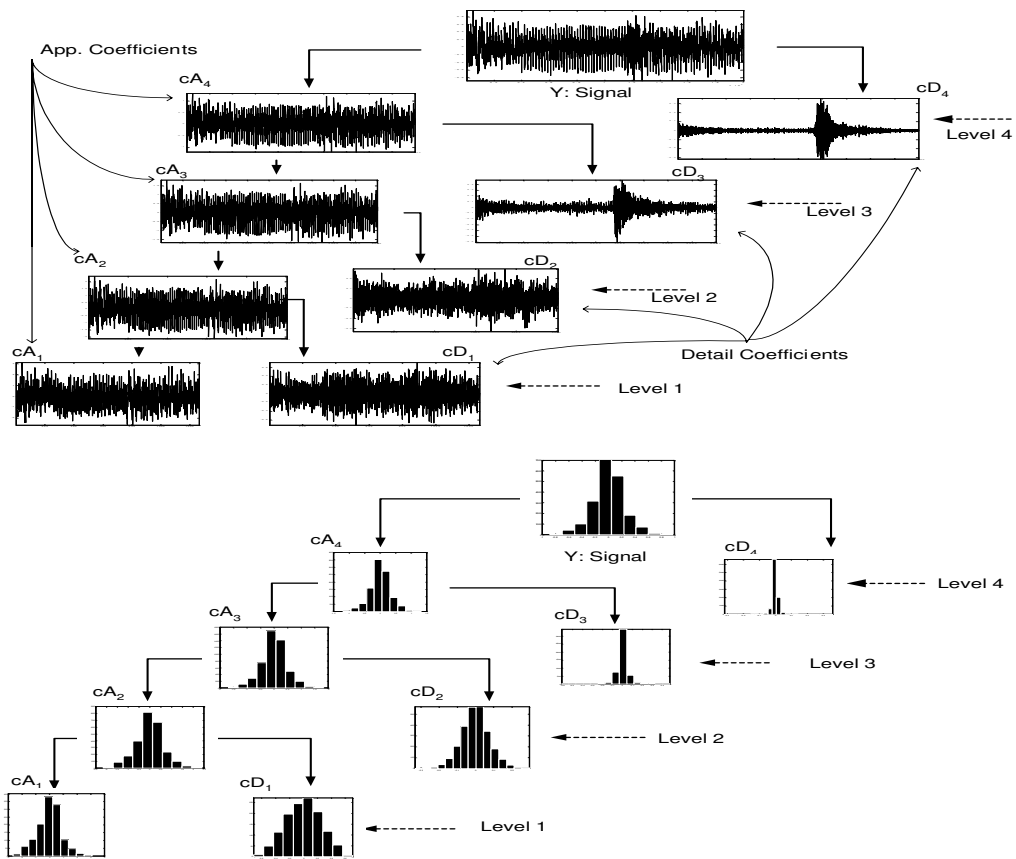 App. Coefficients
Y: Signal
cA₄
cD₄
Level 4
cA₃
cD₃
Level 3
cA₂
cD₂
Level 2
cA₁
cD₁
Detail Coefficients
Level 1
Y: Signal
cA₄
cD₄
Level 4
cA₃
cD₃
Level 3
cA₂
cD₂
Level 2
cA₁
cD₁
Level 1